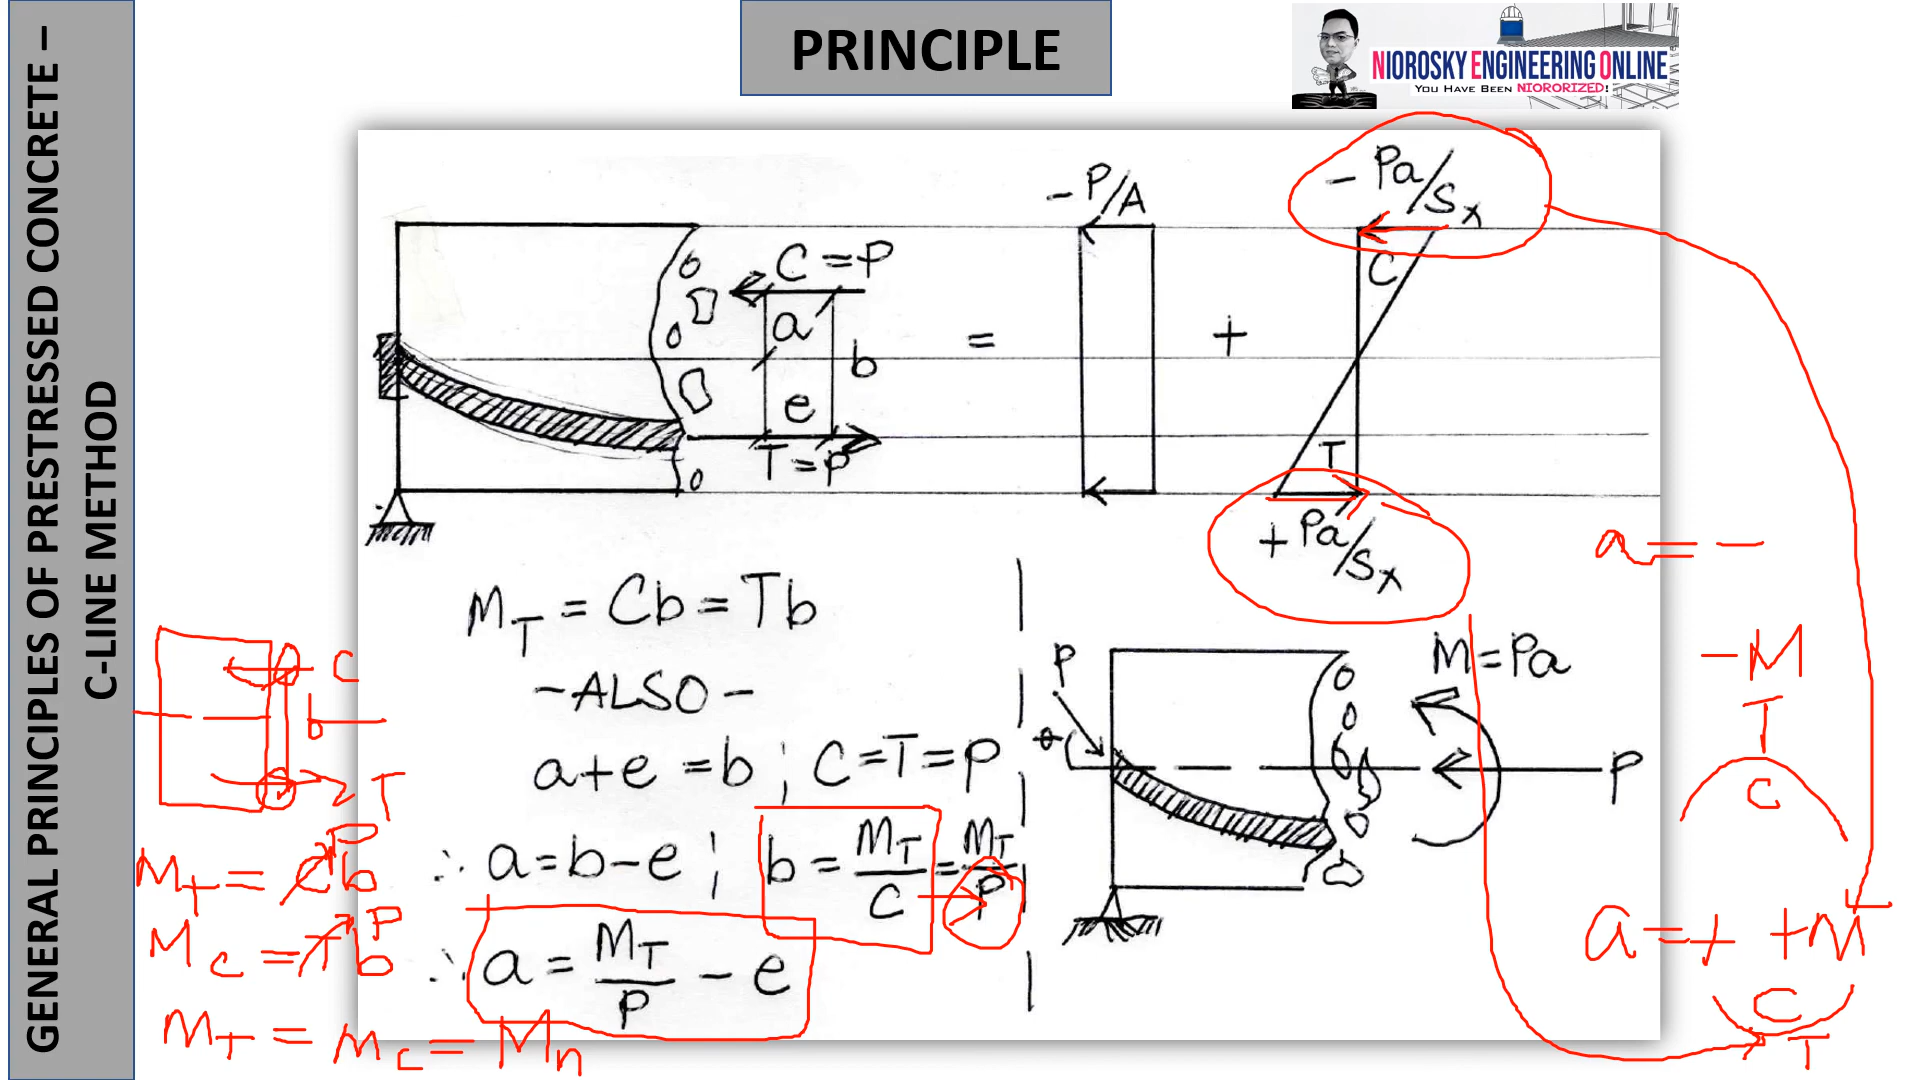 GENERAL PRINCIPLES OF PRESTRESSED CONCRETE –
C-LINE METHOD
PRINCIPLE
NIOROSKY ENGINEERING ONLINE
YOU HAVE BEEN NIORORIZED!
C = P
a
b
e
T = P
=
- P/A
+
- Pa/Sx
C
T
+ Pa/Sx
M_T = Cb = Tb
- ALSO -
a + e = b ; C = T = P
∴ a = b - e ; b = M_T/C = M_T/P
∴ a = M_T/P - e
P
θ
M = Pa
P
C
b
T
M_T = Cb P
M_C = Tb P
M_T = M_C = M_n
a = -
- M
T
C
a = + +M
C
T